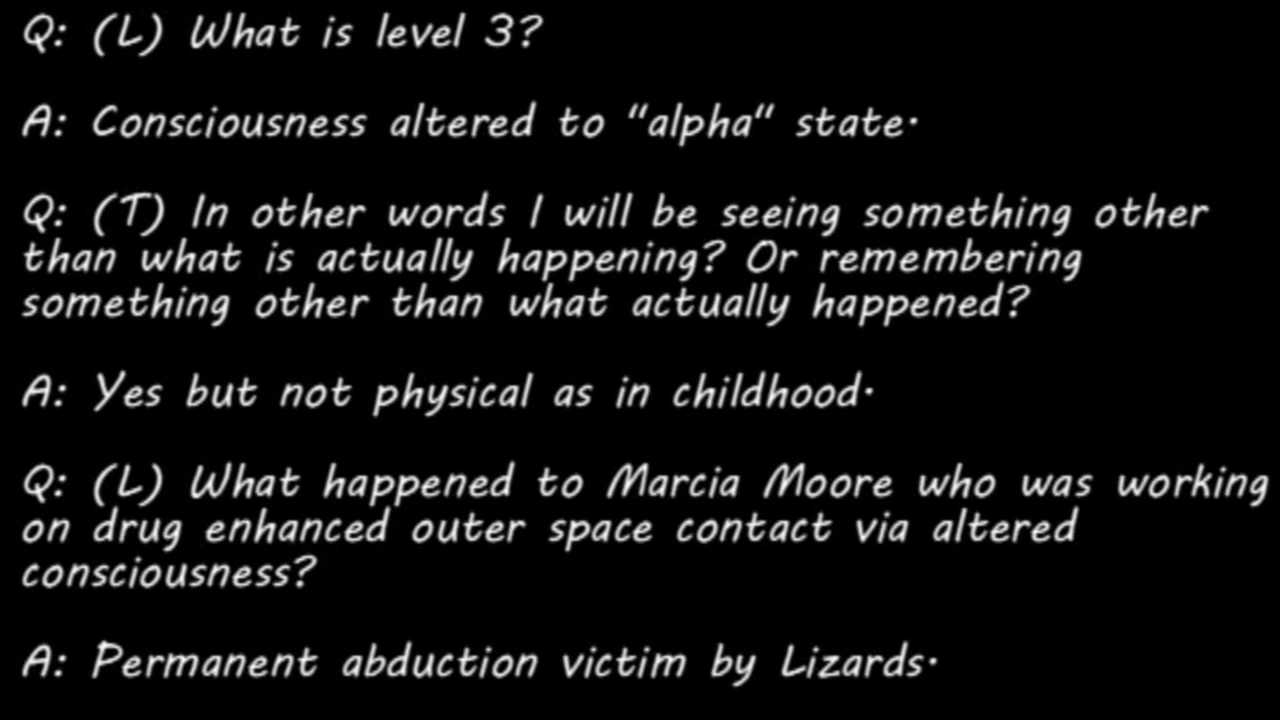 Q: (L) What is level 3?
A: Consciousness altered to "alpha" state.
Q: (T) In other words I will be seeing something other
than what is actually happening? Or remembering
something other than what actually happened?
A: Yes but not physical as in childhood.
Q: (L) What happened to Marcia Moore who was working
on drug enhanced outer space contact via altered
consciousness?
A: Permanent abduction victim by Lizards.